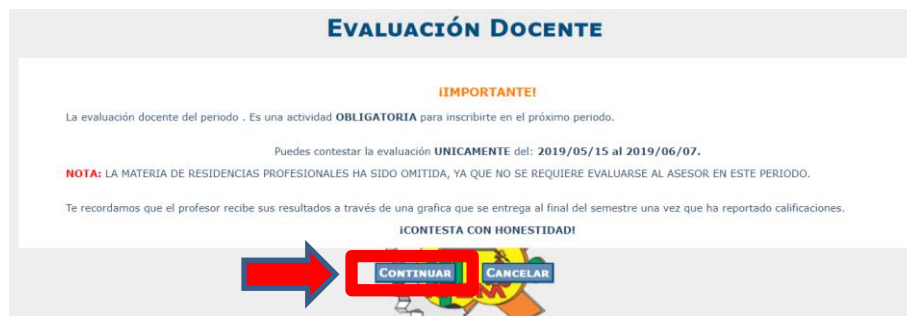 EVALUACIÓN DOCENTE
¡IMPORTANTE!
La evaluación docente del periodo . Es una actividad OBLIGATORIA para inscribirte en el próximo periodo.
Puedes contestar la evaluación UNICAMENTE del: 2019/05/15 al 2019/06/07.
NOTA: LA MATERIA DE RESIDENCIAS PROFESIONALES HA SIDO OMITIDA, YA QUE NO SE REQUIERE EVALUARSE AL ASESOR EN ESTE PERIODO.
Te recordamos que el profesor recibe sus resultados a través de una grafica que se entrega al final del semestre una vez que ha reportado calificaciones.
¡CONTESTA CON HONESTIDAD!
CONTINUAR CANCELAR